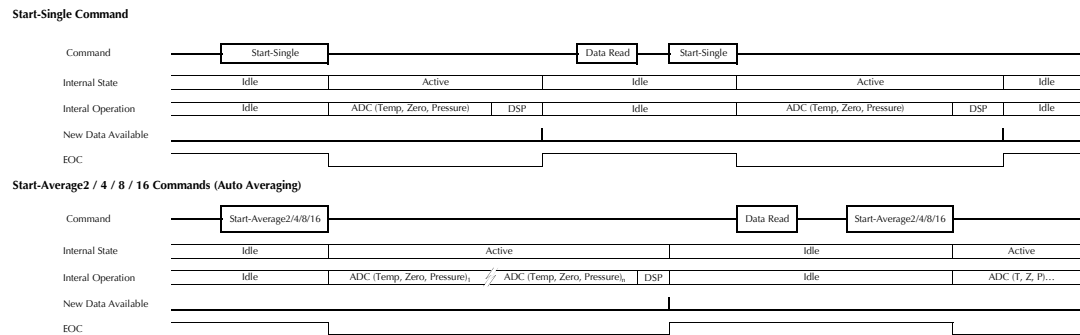 Start-Single Command
Command Start-Single Data Read Start-Single
Internal State Idle Active Idle Active Idle
Interal Operation Idle ADC (Temp, Zero, Pressure) DSP Idle ADC (Temp, Zero, Pressure) DSP Idle
New Data Available
EOC
Start-Average2 / 4 / 8 / 16 Commands (Auto Averaging)
Command Start-Average2/4/8/16 Data Read Start-Average2/4/8/16
Internal State Idle Active Idle Active
Interal Operation Idle ADC (Temp, Zero, Pressure)1 ADC (Temp, Zero, Pressure)n DSP Idle ADC (T, Z, P)...
New Data Available
EOC